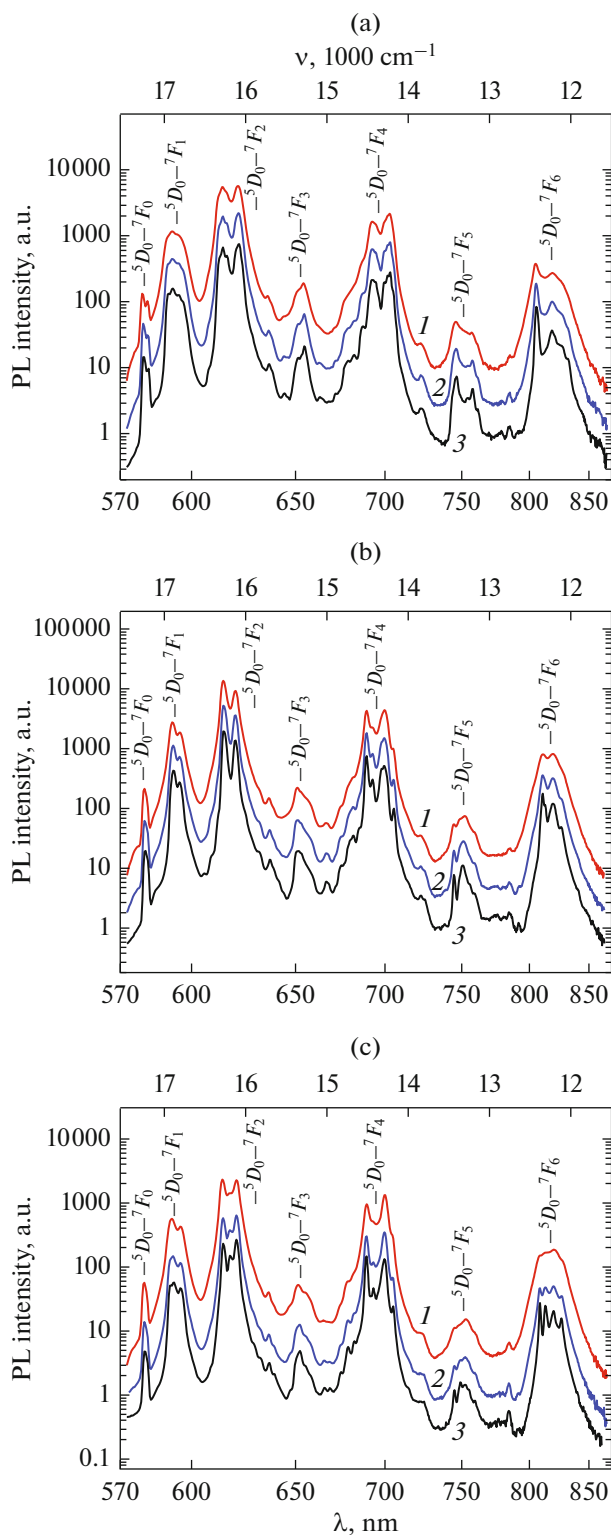 (a)
ν, 1000 cm⁻¹
17 16 15 14 13 12
PL intensity, a.u.
10000
1000
100
10
1
⁵D₀–⁷F₀
⁵D₀–⁷F₁
⁵D₀–⁷F₂
⁵D₀–⁷F₃
⁵D₀–⁷F₄
⁵D₀–⁷F₅
⁵D₀–⁷F₆
1
2
3
570 600 650 700 750 800 850
(b)
17 16 15 14 13 12
PL intensity, a.u.
100000
10000
1000
100
10
1
⁵D₀–⁷F₀
⁵D₀–⁷F₁
⁵D₀–⁷F₂
⁵D₀–⁷F₃
⁵D₀–⁷F₄
⁵D₀–⁷F₅
⁵D₀–⁷F₆
1
2
3
570 600 650 700 750 800 850
(c)
17 16 15 14 13 12
PL intensity, a.u.
10000
1000
100
10
1
0.1
⁵D₀–⁷F₀
⁵D₀–⁷F₁
⁵D₀–⁷F₂
⁵D₀–⁷F₃
⁵D₀–⁷F₄
⁵D₀–⁷F₅
⁵D₀–⁷F₆
1
2
3
570 600 650 700 750 800 850
λ, nm